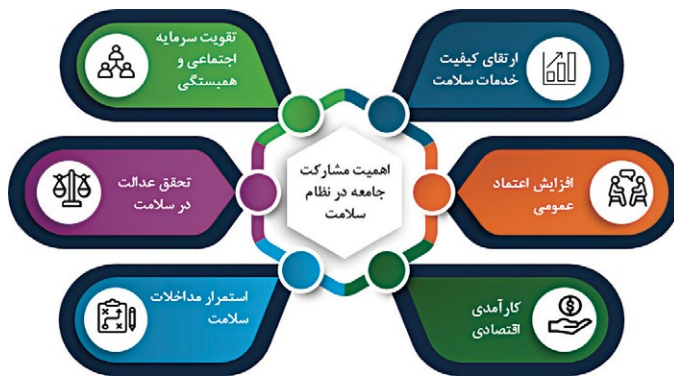 اهمیت مشارکت
جامعه در نظام
سلامت
ارتقای کیفیت
خدمات سلامت
افزایش اعتماد
عمومی
کارآمدی
اقتصادی
تقویت سرمایه
اجتماعی و
همبستگی
تحقق عدالت
در سلامت
استمرار مداخلات
سلامت